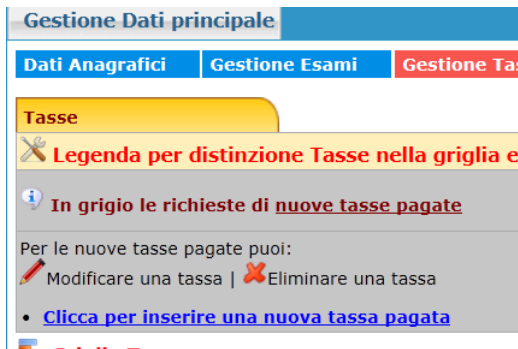 Gestione Dati principale
Dati Anagrafici Gestione Esami Gestione
Tasse
Legenda per distinzione Tasse nella griglia e
In grigio le richieste di nuove tasse pagate
Per le nuove tasse pagate puoi:
Modificare una tassa | Eliminare una tassa
• Clicca per inserire una nuova tassa pagata